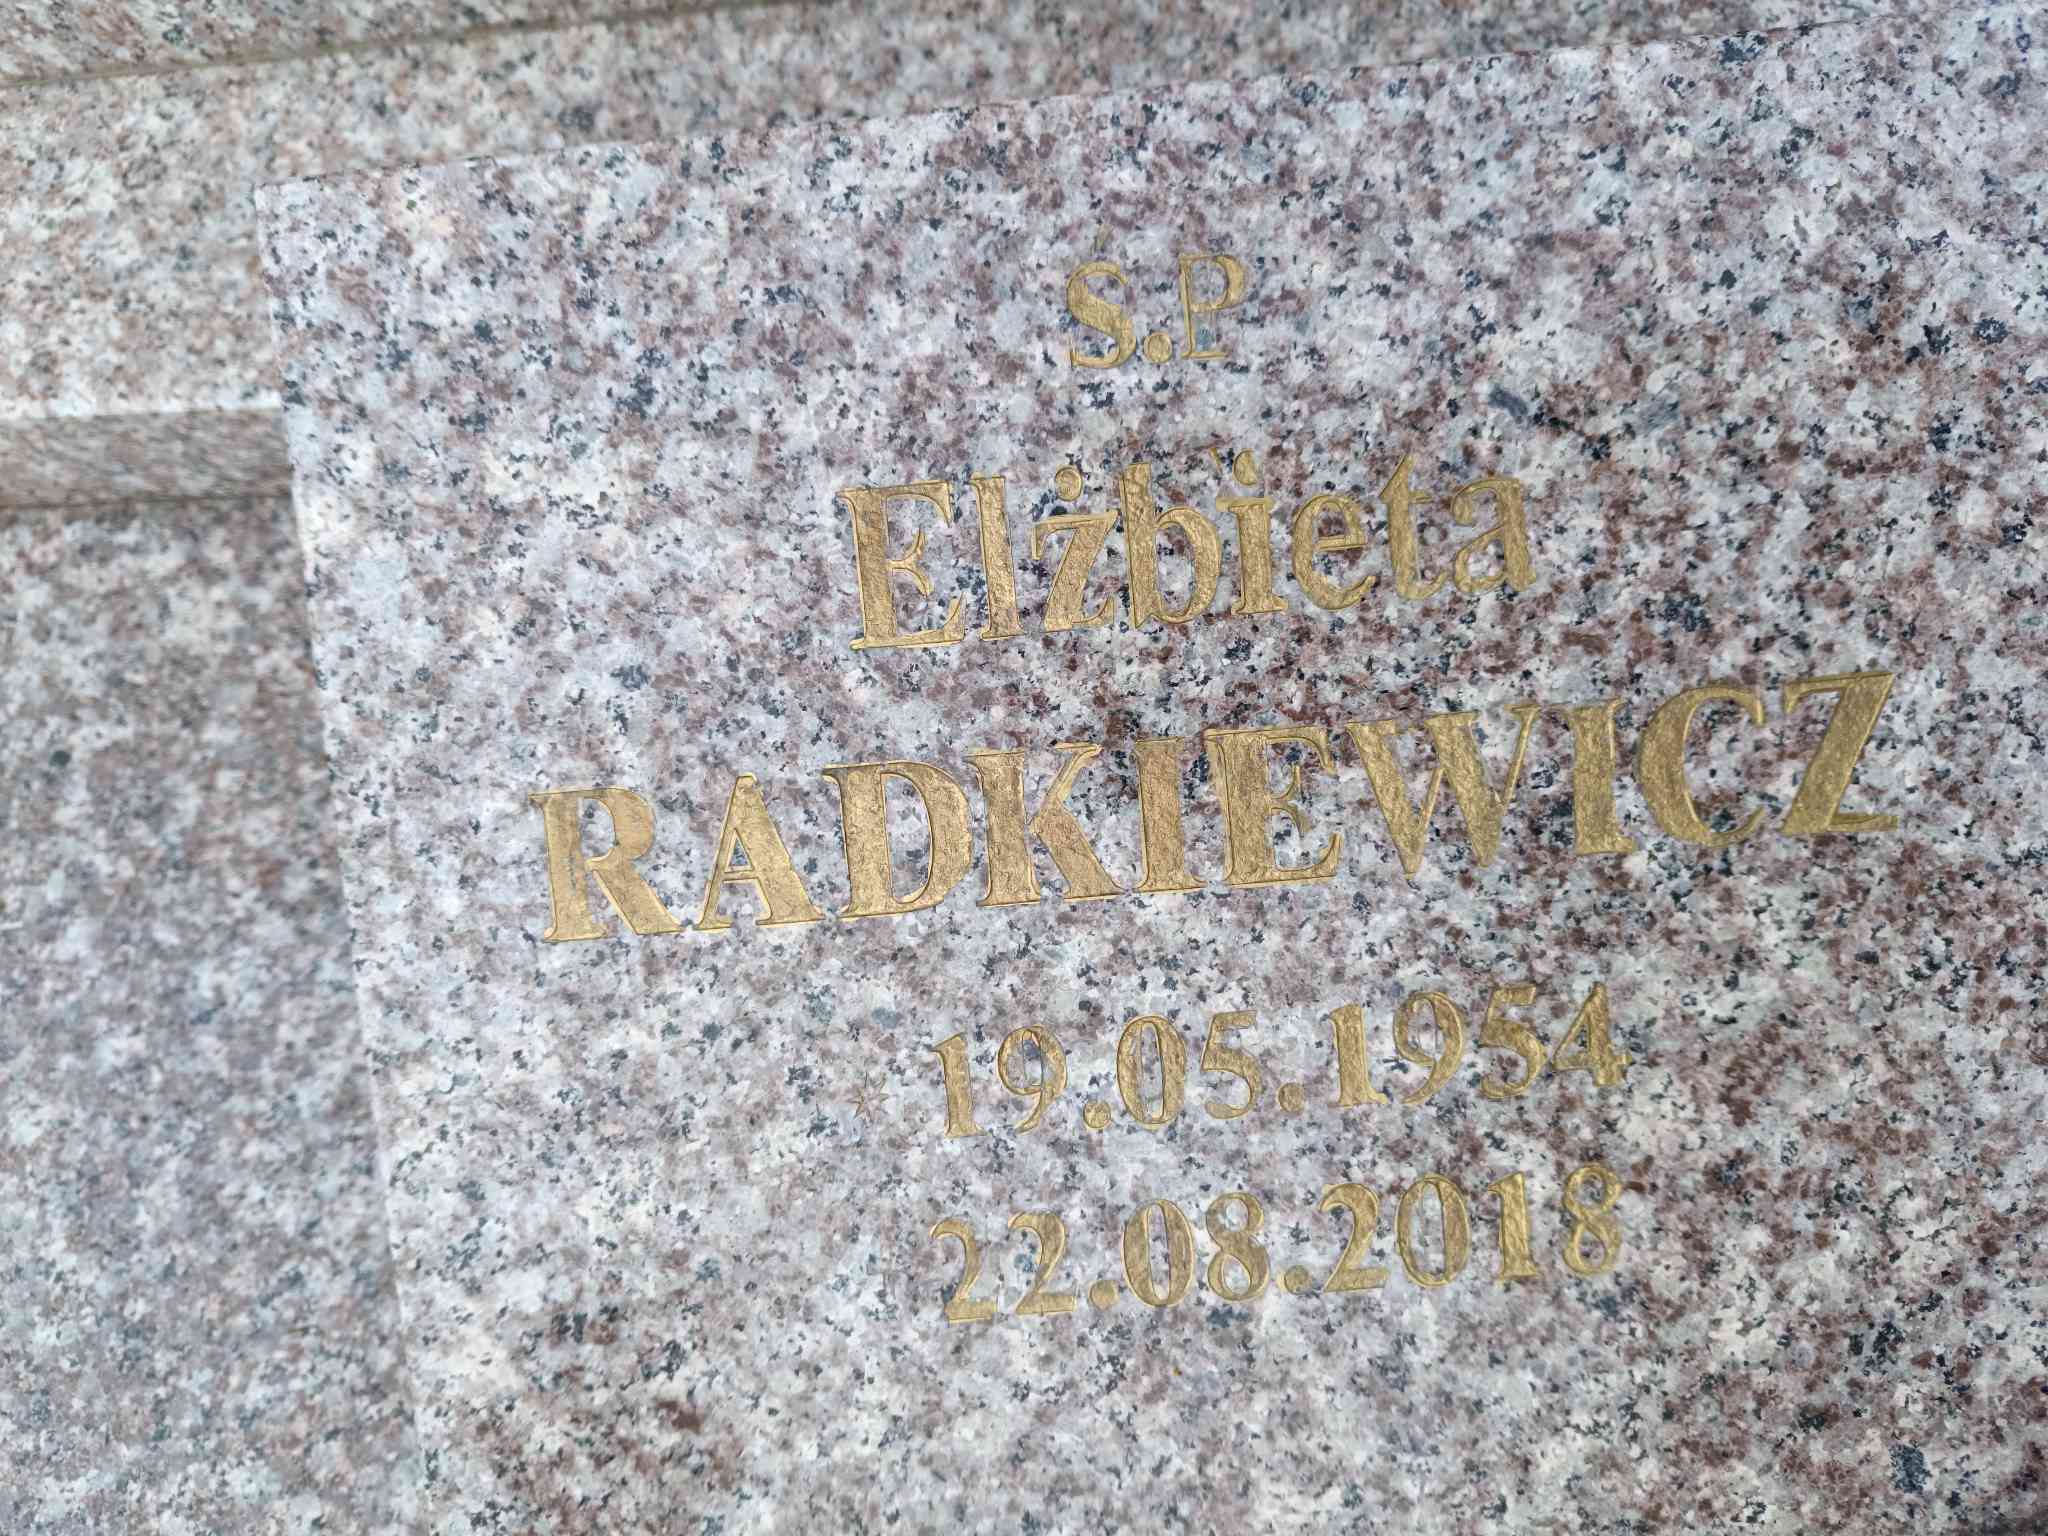 Ś.P
Elżbieta
RADKIEWICZ
19.05.1954
22.08.2018